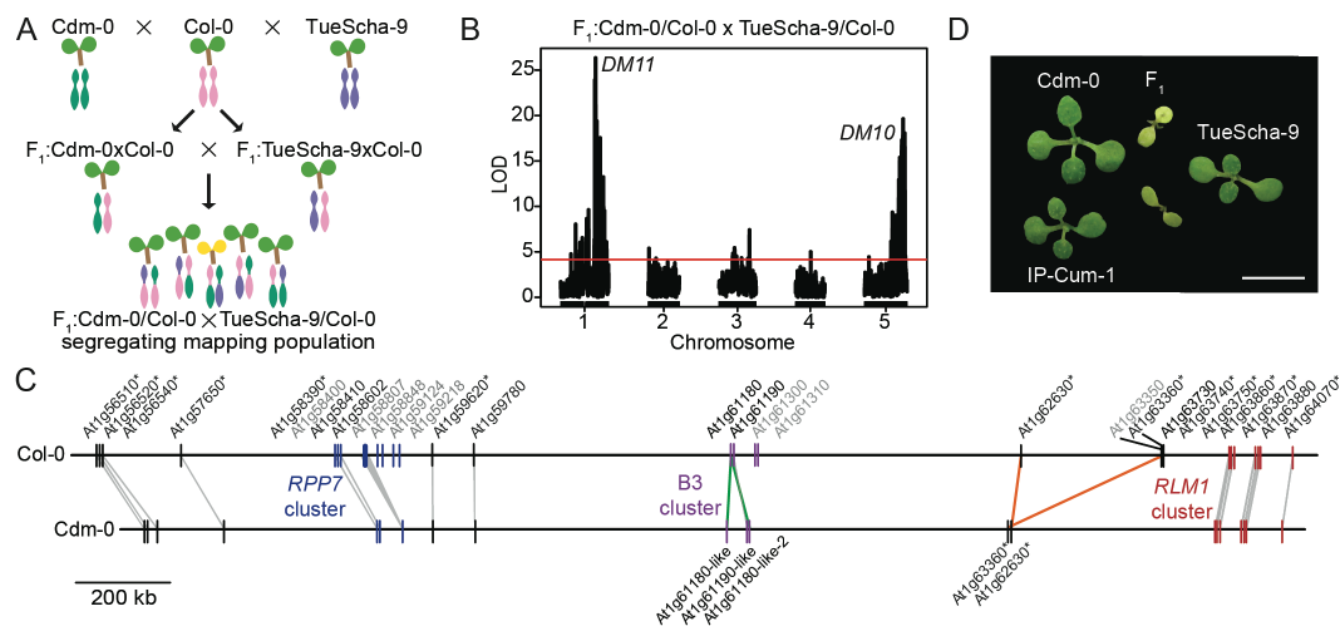 A
Cdm-0 × Col-0 × TueScha-9
F1:Cdm-0xCol-0 × F1:TueScha-9xCol-0
F1:Cdm-0/Col-0 × TueScha-9/Col-0
segregating mapping population
B
F1:Cdm-0/Col-0 x TueScha-9/Col-0
DM11
DM10
LOD
25
20
15
10
5
0
1 2 3 4 5
Chromosome
D
Cdm-0
F1
TueScha-9
IP-Cum-1
C
At1g56510*
At1g56520*
At1g56540*
At1g57650*
At1g58390*
At1g58400
At1g58410
At1g58602
At1g58807
At1g58848
At1g59124
At1g59218
At1g59620*
At1g59780
At1g61180
At1g61190
At1g61300
At1g61310
At1g62630*
At1g63350
At1g63360*
At1g63730
At1g63740*
At1g63750*
At1g63860*
At1g63870*
At1g63880
At1g64070*
Col-0
RPP7
cluster
B3
cluster
RLM1
cluster
Cdm-0
At1g61180-like
At1g61190-like
At1g61180-like-2
At1g63360*
At1g62630*
200 kb